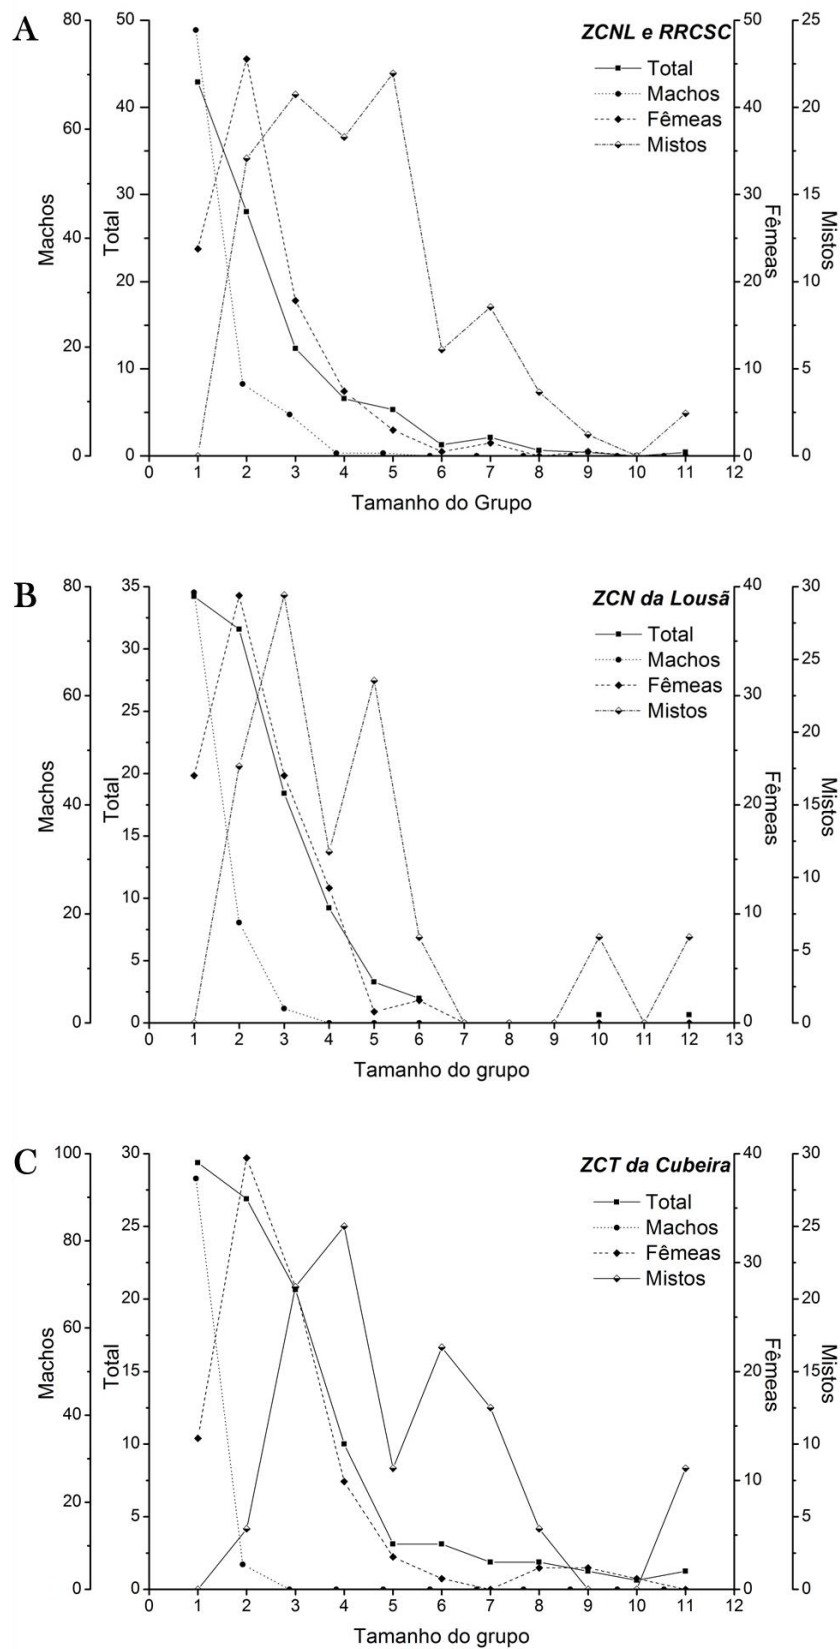 A
ZCNL e RRCSC
Total
Machos
Fêmeas
Mistos
80
60
40
20
0
Machos
50
40
30
20
10
0
Total
50
40
30
20
10
0
Fêmeas
25
20
15
10
5
0
Mistos
0 1 2 3 4 5 6 7 8 9 10 11 12
Tamanho do Grupo
B
ZCN da Lousã
Total
Machos
Fêmeas
Mistos
80
60
40
20
0
Machos
35
30
25
20
15
10
5
0
Total
40
30
20
10
0
Fêmeas
30
25
20
15
10
5
0
Mistos
0 1 2 3 4 5 6 7 8 9 10 11 12 13
Tamanho do grupo
C
ZCT da Cubeira
Total
Machos
Fêmeas
Mistos
100
80
60
40
20
0
Machos
30
25
20
15
10
5
0
Total
40
30
20
10
0
Fêmeas
30
25
20
15
10
5
0
Mistos
0 1 2 3 4 5 6 7 8 9 10 11 12
Tamanho do grupo